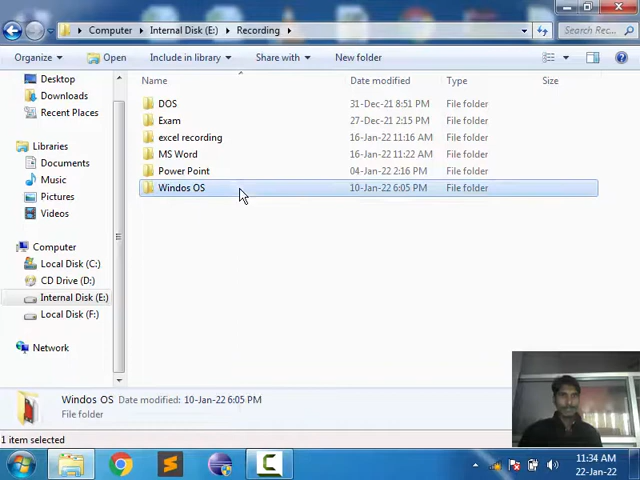 Computer ▸ Internal Disk (E:) ▸ Recording ▸
Search Rec...
Organize ▾ Open Include in library ▾ Share with ▾ New folder
Name Date modified Type Size
Desktop
Downloads
Recent Places
Libraries
Documents
Music
Pictures
Videos
Computer
Local Disk (C:)
CD Drive (D:)
Internal Disk (E:)
Local Disk (F:)
Network
DOS 31-Dec-21 8:51 PM File folder
Exam 27-Dec-21 2:15 PM File folder
excel recording 16-Jan-22 11:16 AM File folder
MS Word 16-Jan-22 11:22 AM File folder
Power Point 04-Jan-22 2:16 PM File folder
Windos OS 10-Jan-22 6:05 PM File folder
Windos OS Date modified: 10-Jan-22 6:05 PM
File folder
1 item selected
11:34 AM
22-Jan-22